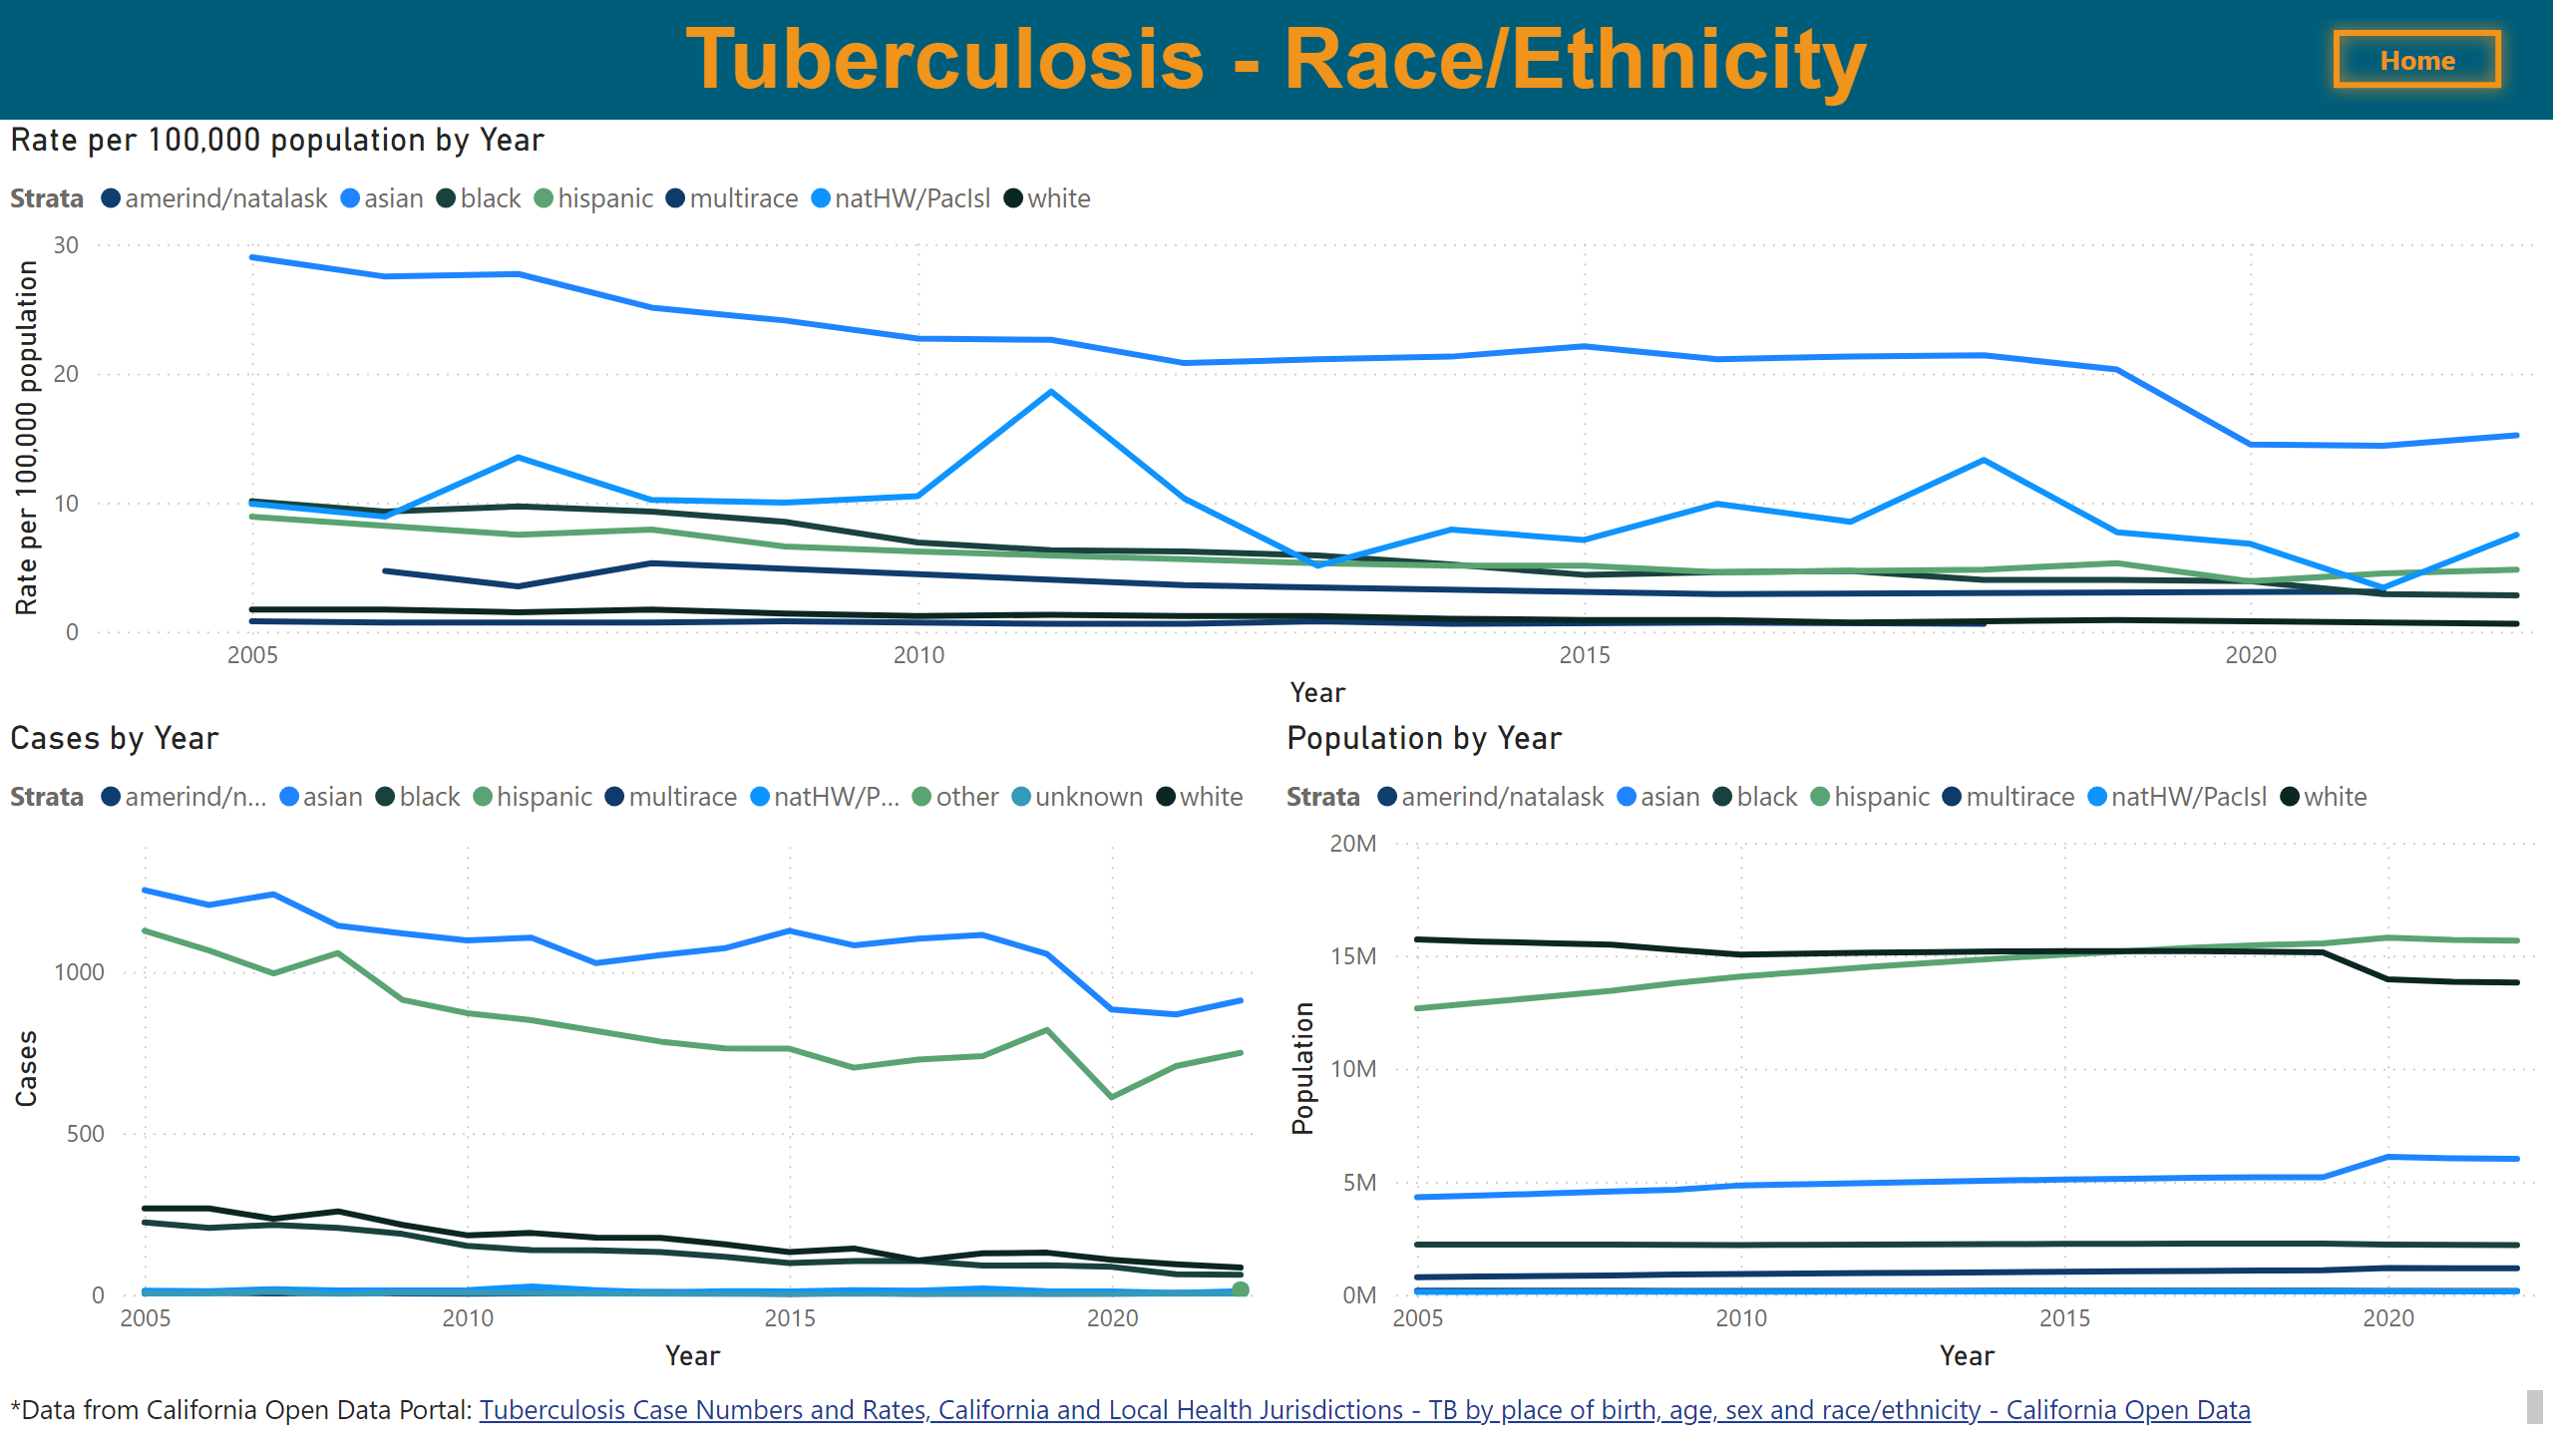 Tuberculosis - Race/Ethnicity
Home
Rate per 100,000 population by Year
Strata amerind/natalask asian black hispanic multirace natHW/PacIsl white
Rate per 100,000 population
30
20
10
0
2005 2010 2015 2020
Year
Cases by Year
Strata amerind/n... asian black hispanic multirace natHW/P... other unknown white
Cases
1000
500
0
2005 2010 2015 2020
Year
Population by Year
Strata amerind/natalask asian black hispanic multirace natHW/PacIsl white
Population
20M
15M
10M
5M
0M
2005 2010 2015 2020
Year
*Data from California Open Data Portal: Tuberculosis Case Numbers and Rates, California and Local Health Jurisdictions - TB by place of birth, age, sex and race/ethnicity - California Open Data